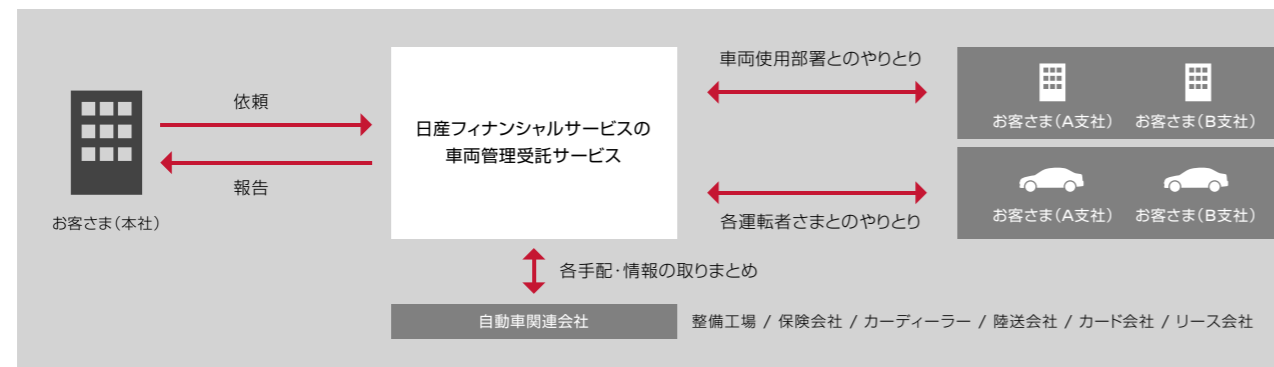 お客さま(本社)
依頼
報告
日産フィナンシャルサービスの
車両管理受託サービス
車両使用部署とのやりとり
お客さま(A支社) お客さま(B支社)
お客さま(A支社) お客さま(B支社)
各運転者さまとのやりとり
各手配・情報の取りまとめ
自動車関連会社
整備工場 / 保険会社 / カーディーラー / 陸送会社 / カード会社 / リース会社